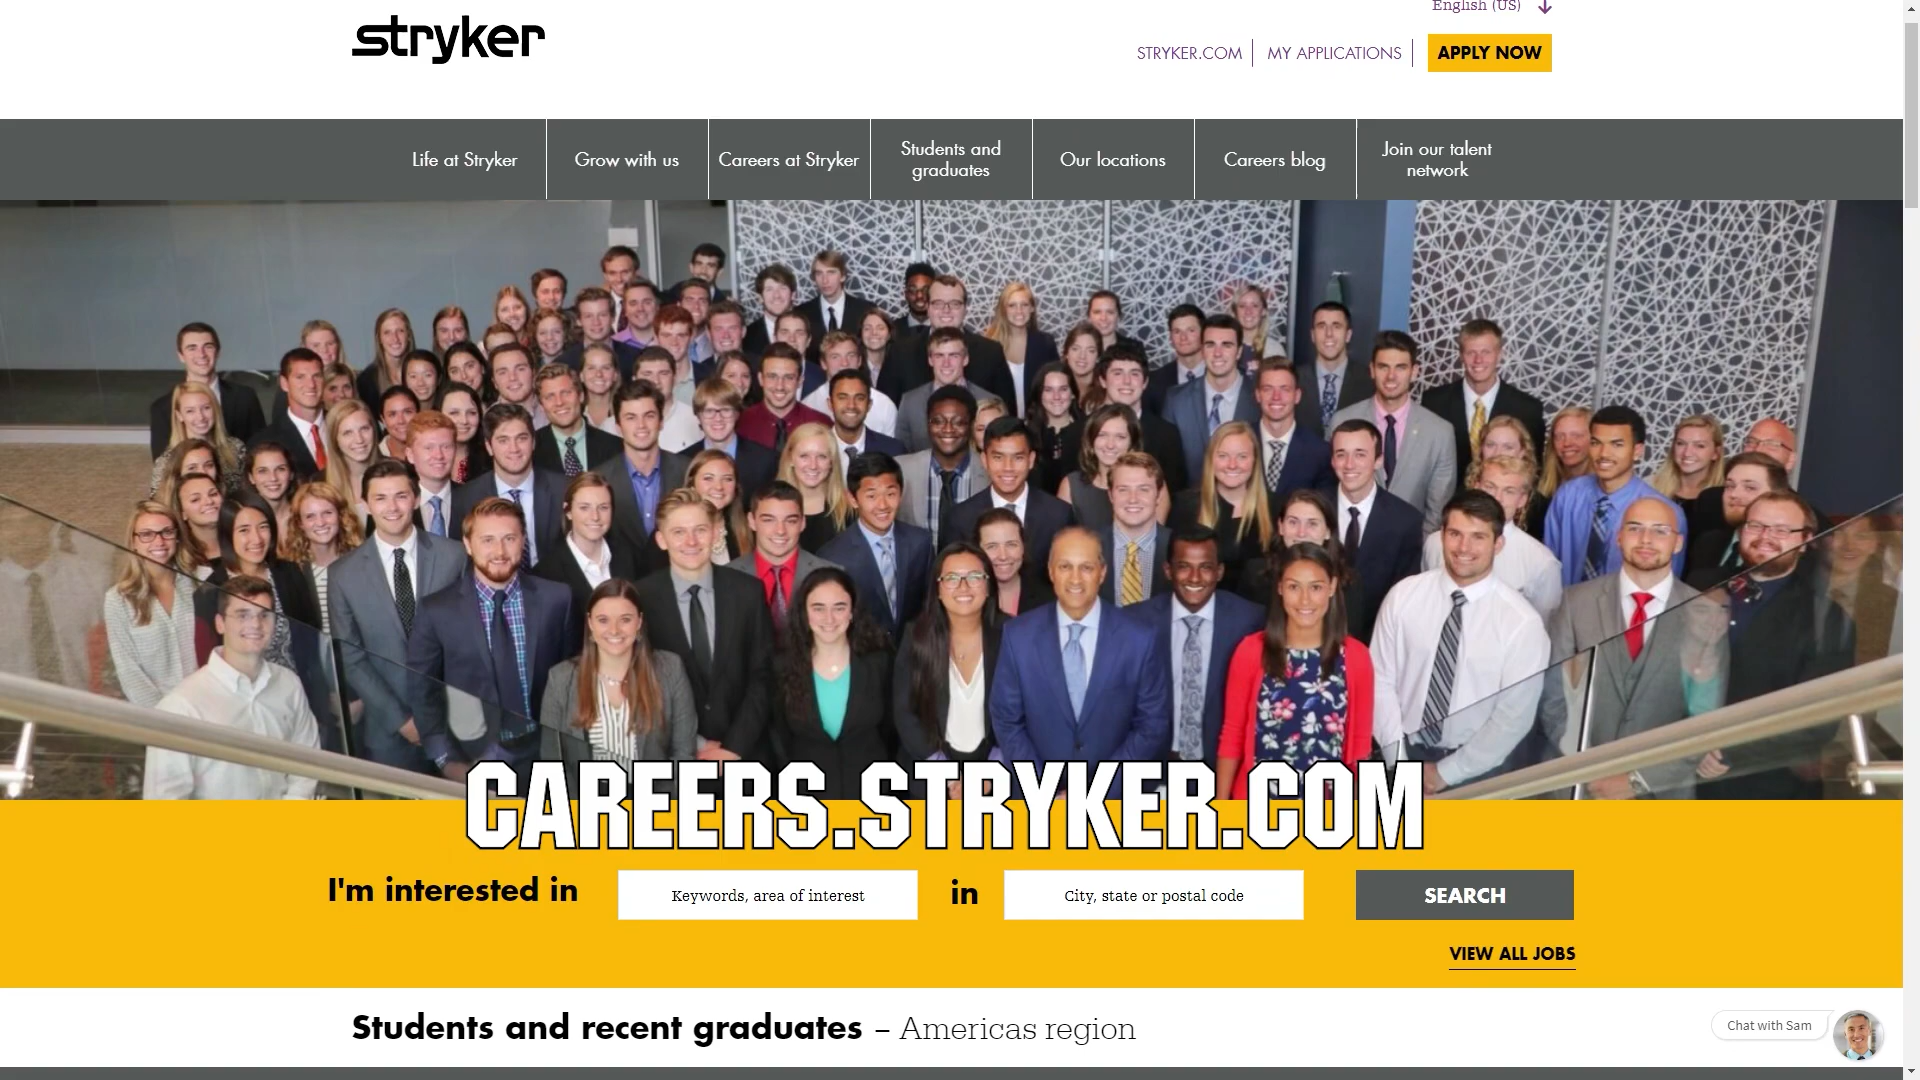 English (US)
stryker
STRYKER.COM
MY APPLICATIONS
APPLY NOW
Life at Stryker
Grow with us
Careers at Stryker
Students and
graduates
Our locations
Careers blog
Join our talent
network
CAREERS.STRYKER.COM
I'm interested in
Keywords, area of interest
in
City, state or postal code
SEARCH
VIEW ALL JOBS
Students and recent graduates – Americas region
Chat with Sam